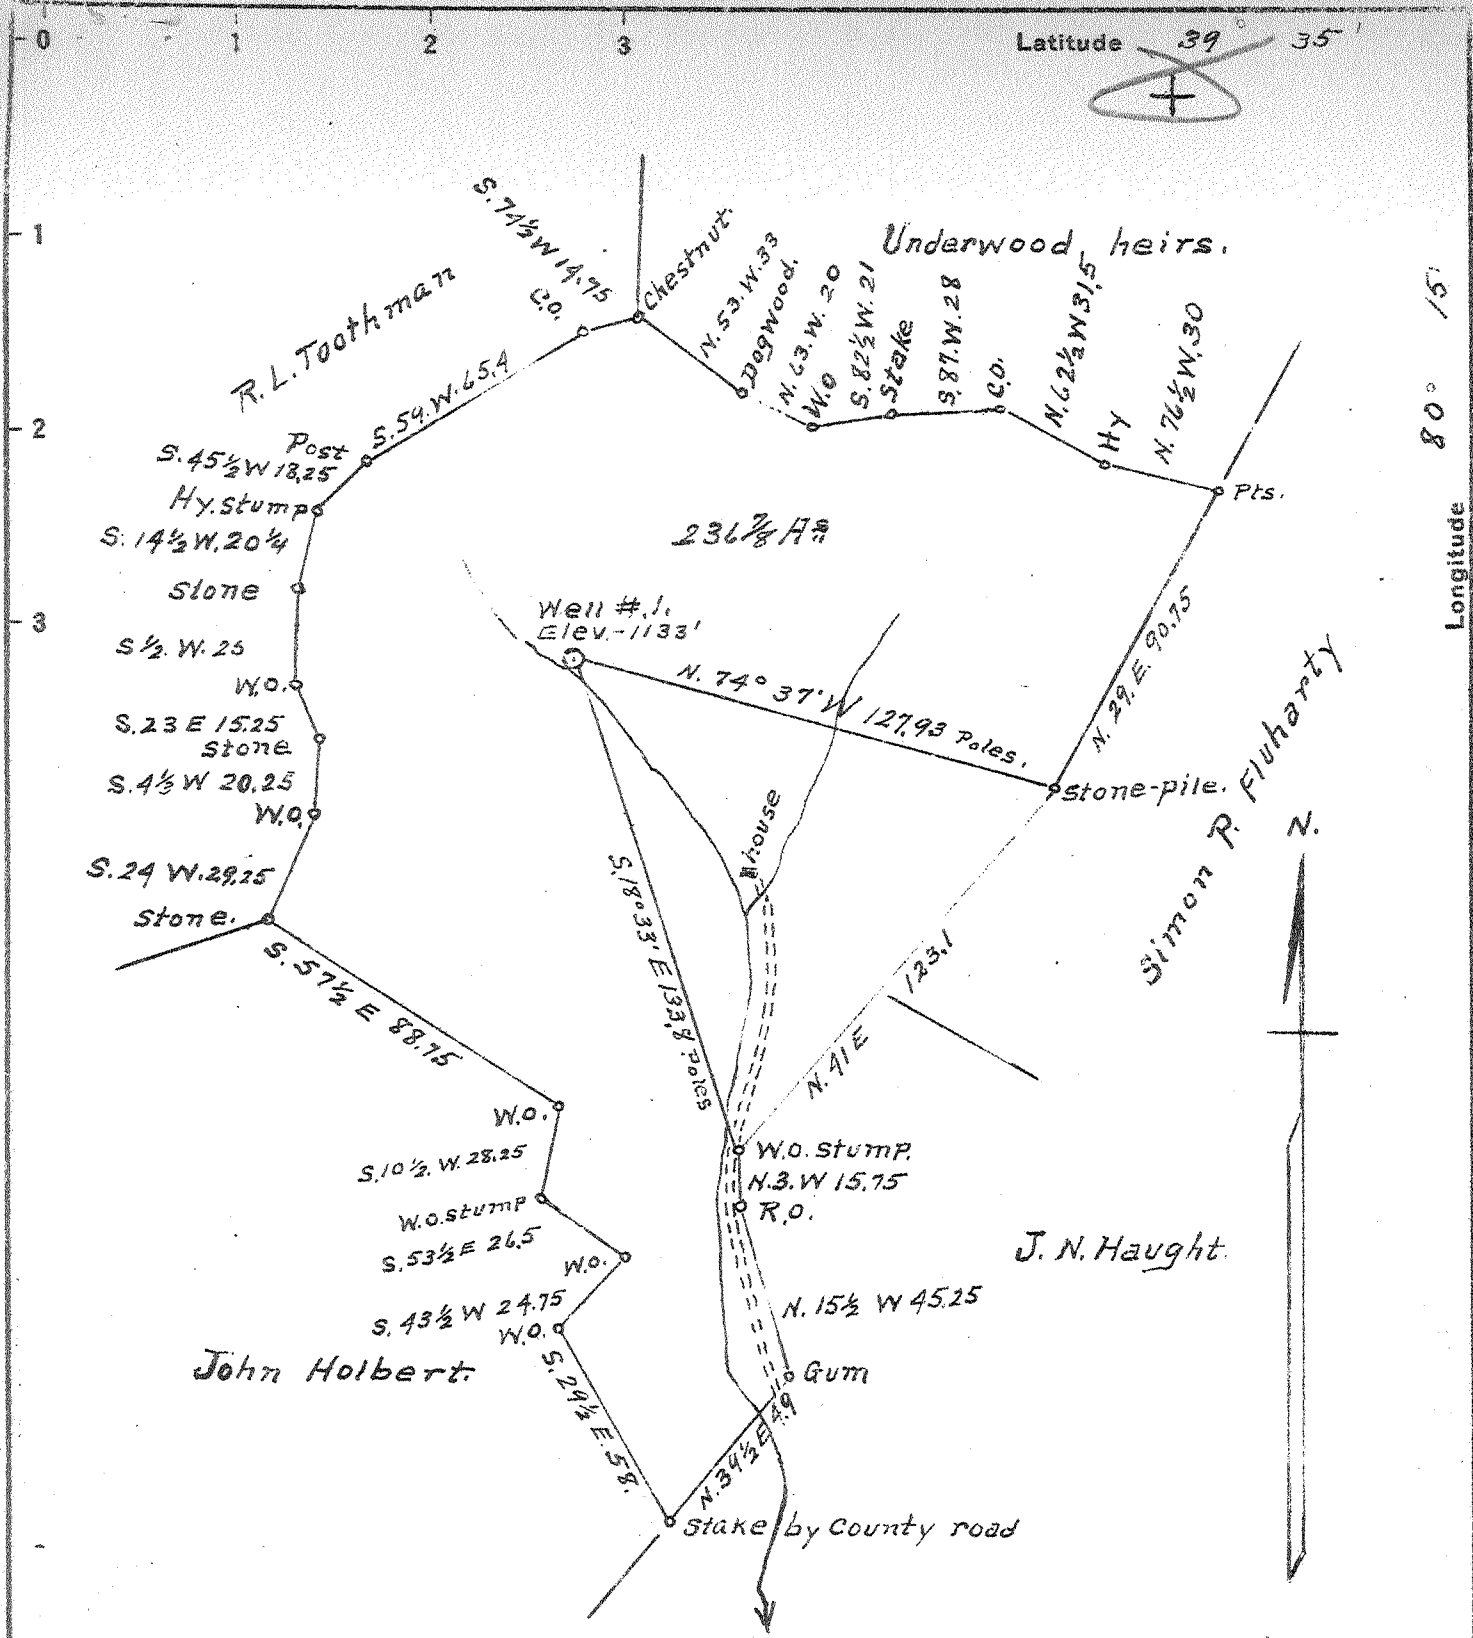 0 1 2 3
Latitude 39° 35'
1
2
3
80° 15'
Longitude
Underwood heirs.
R. L. Toothman
S. 74½ W 14.75
C.O.
Chestnut.
N. 53. W. 33
Dogwood.
N. 63. W. 20
W.O
S. 82½ W. 21
Stake
S. 87. W. 28
C.O.
N. 62½ W 31.5
Hy
N. 76½ W. 30
Pts.
S. 59. W. 65.4
Post
S. 45½ W 18.25
Hy. stump
S. 14½ W. 20¼
Stone
S ½. W. 25
W.O.
S. 23 E 15.25
Stone
S. 4½ W 20.25
W.O.
S. 24 W. 29.25
Stone.
236⅞ As
Well #.1.
Elev.-1133'
N. 74° 37' W 127.93 Poles.
N. 29. E. 90.75
Stone-pile.
Simon P. Fluharty
N.
house
S. 18° 33' E 133.8 Poles
N. 41 E 123.1
S. 57½ E 88.75
W.O.
S. 10½. W. 28.25
W.O. stump
S. 53½ E 26.5
W.O.
S. 43½ W 24.75
W.O.
John Holbert.
S. 29½ E. 58.
W.O. Stump.
N. 3. W 15.75
R.O.
J. N. Haught.
N. 15½ W 45.25
Gum
N. 34½ E 49
Stake by County road